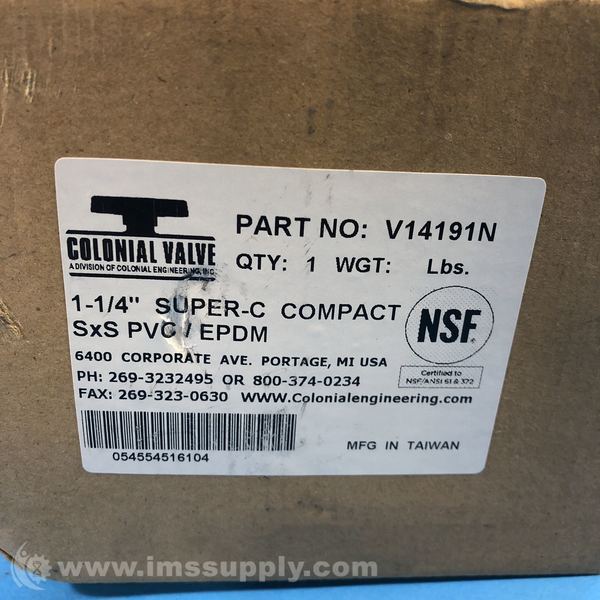 COLONIAL VALVE
A DIVISION OF COLONIAL ENGINEERING, INC.
PART NO: V14191N
QTY: 1 WGT: Lbs.
1-1/4" SUPER-C COMPACT
SxS PVC / EPDM
NSF
Certified to
NSF/ANSI 61 & 372
6400 CORPORATE AVE. PORTAGE, MI USA
PH: 269-3232495 OR 800-374-0234
FAX: 269-323-0630 www.Colonialengineering.com
054554516104
MFG IN TAIWAN
www.imssupply.com